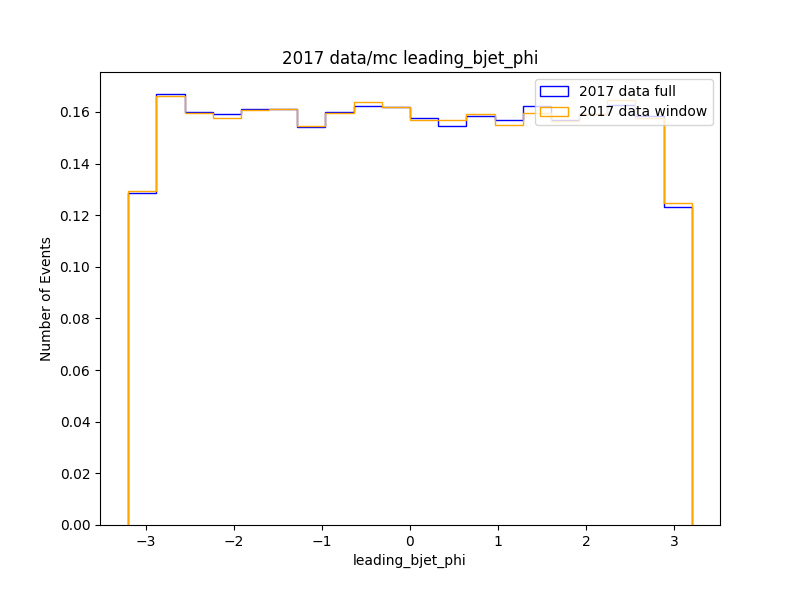 2017 data/mc leading_bjet_phi
2017 data full
2017 data window
Number of Events
0.16
0.14
0.12
0.10
0.08
0.06
0.04
0.02
0.00
−3 −2 −1 0 1 2 3
leading_bjet_phi